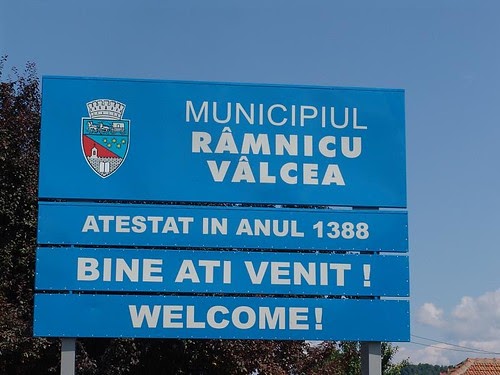 MUNICIPIUL
RÂMNICU
VÂLCEA
ATESTAT IN ANUL 1388
BINE ATI VENIT !
WELCOME!